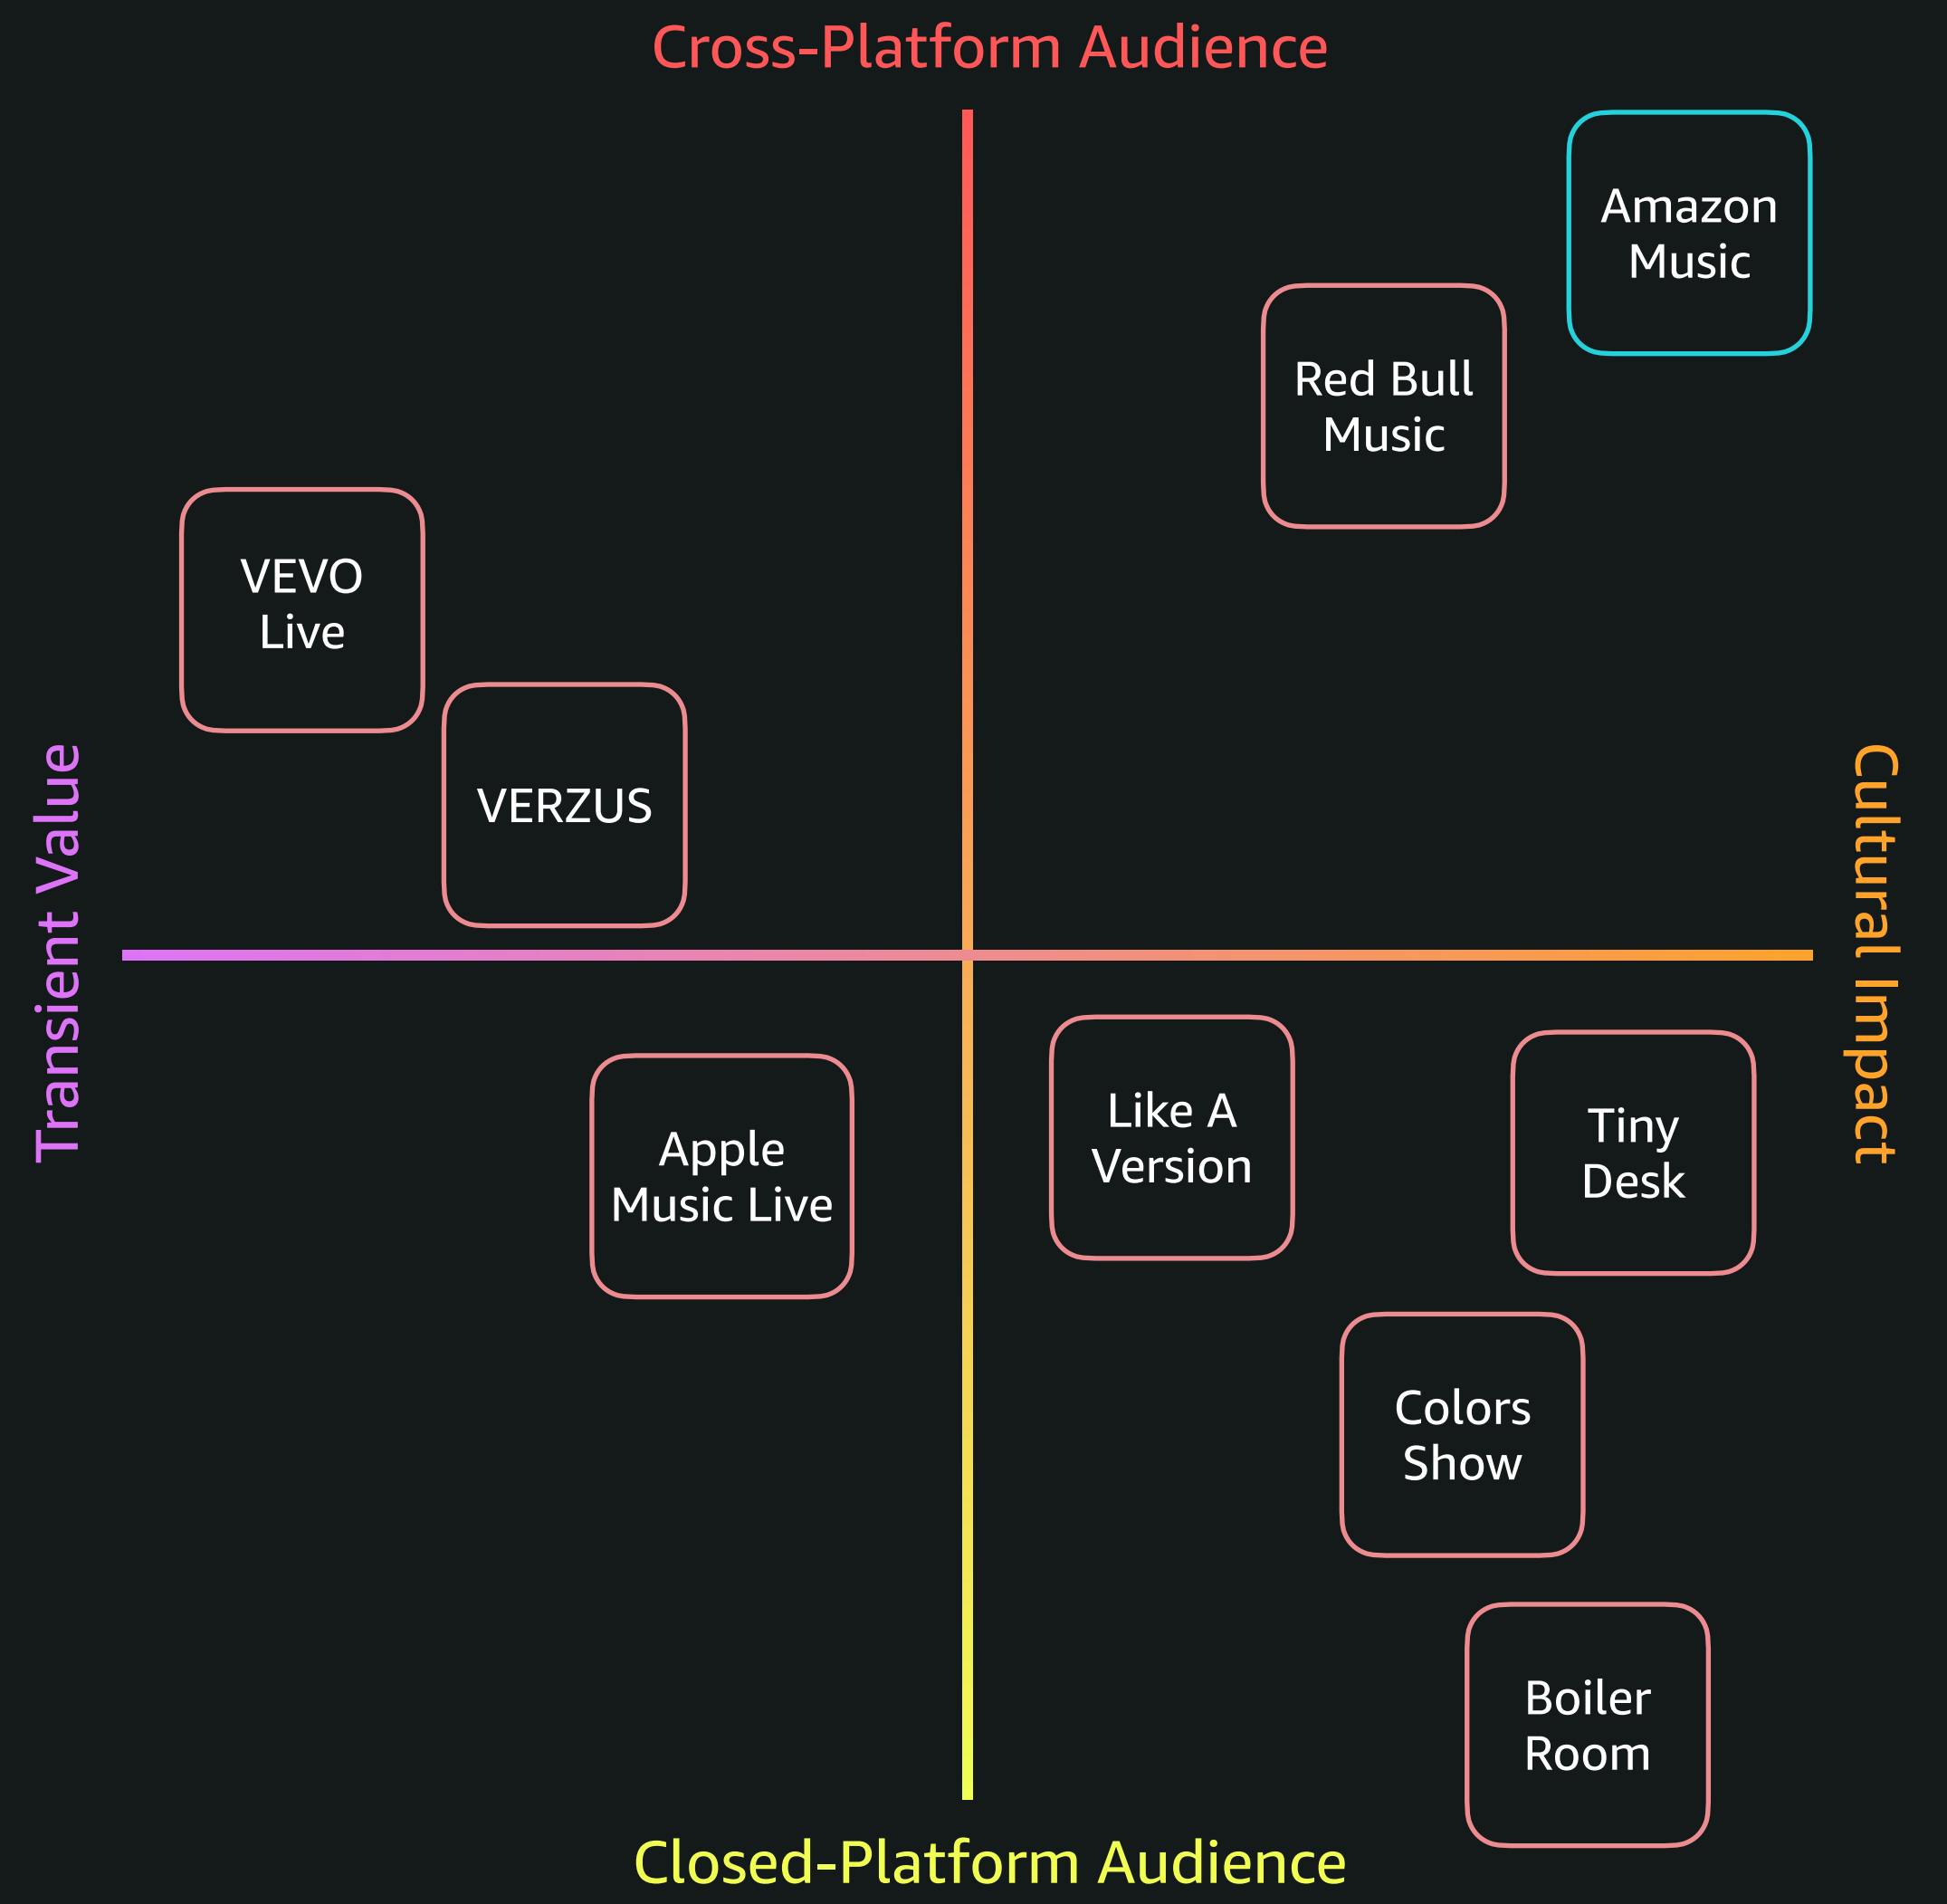 Cross-Platform Audience
Amazon
Music
Red Bull
Music
VEVO
Live
VERZUS
Transient Value
Cultural Impact
Apple
Music Live
Like A
Version
Tiny
Desk
Colors
Show
Boiler
Room
Closed-Platform Audience